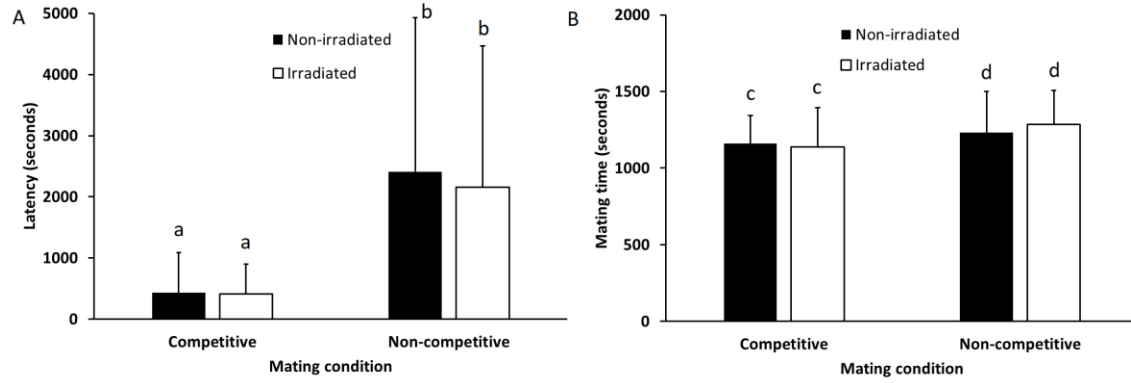 A
5000
4000
3000
2000
1000
0
Latency (seconds)
Non-irradiated
Irradiated
a
a
b
b
Competitive
Non-competitive
Mating condition
B
2000
1500
1000
500
0
Mating time (seconds)
Non-irradiated
Irradiated
c
c
d
d
Competitive
Non-competitive
Mating condition